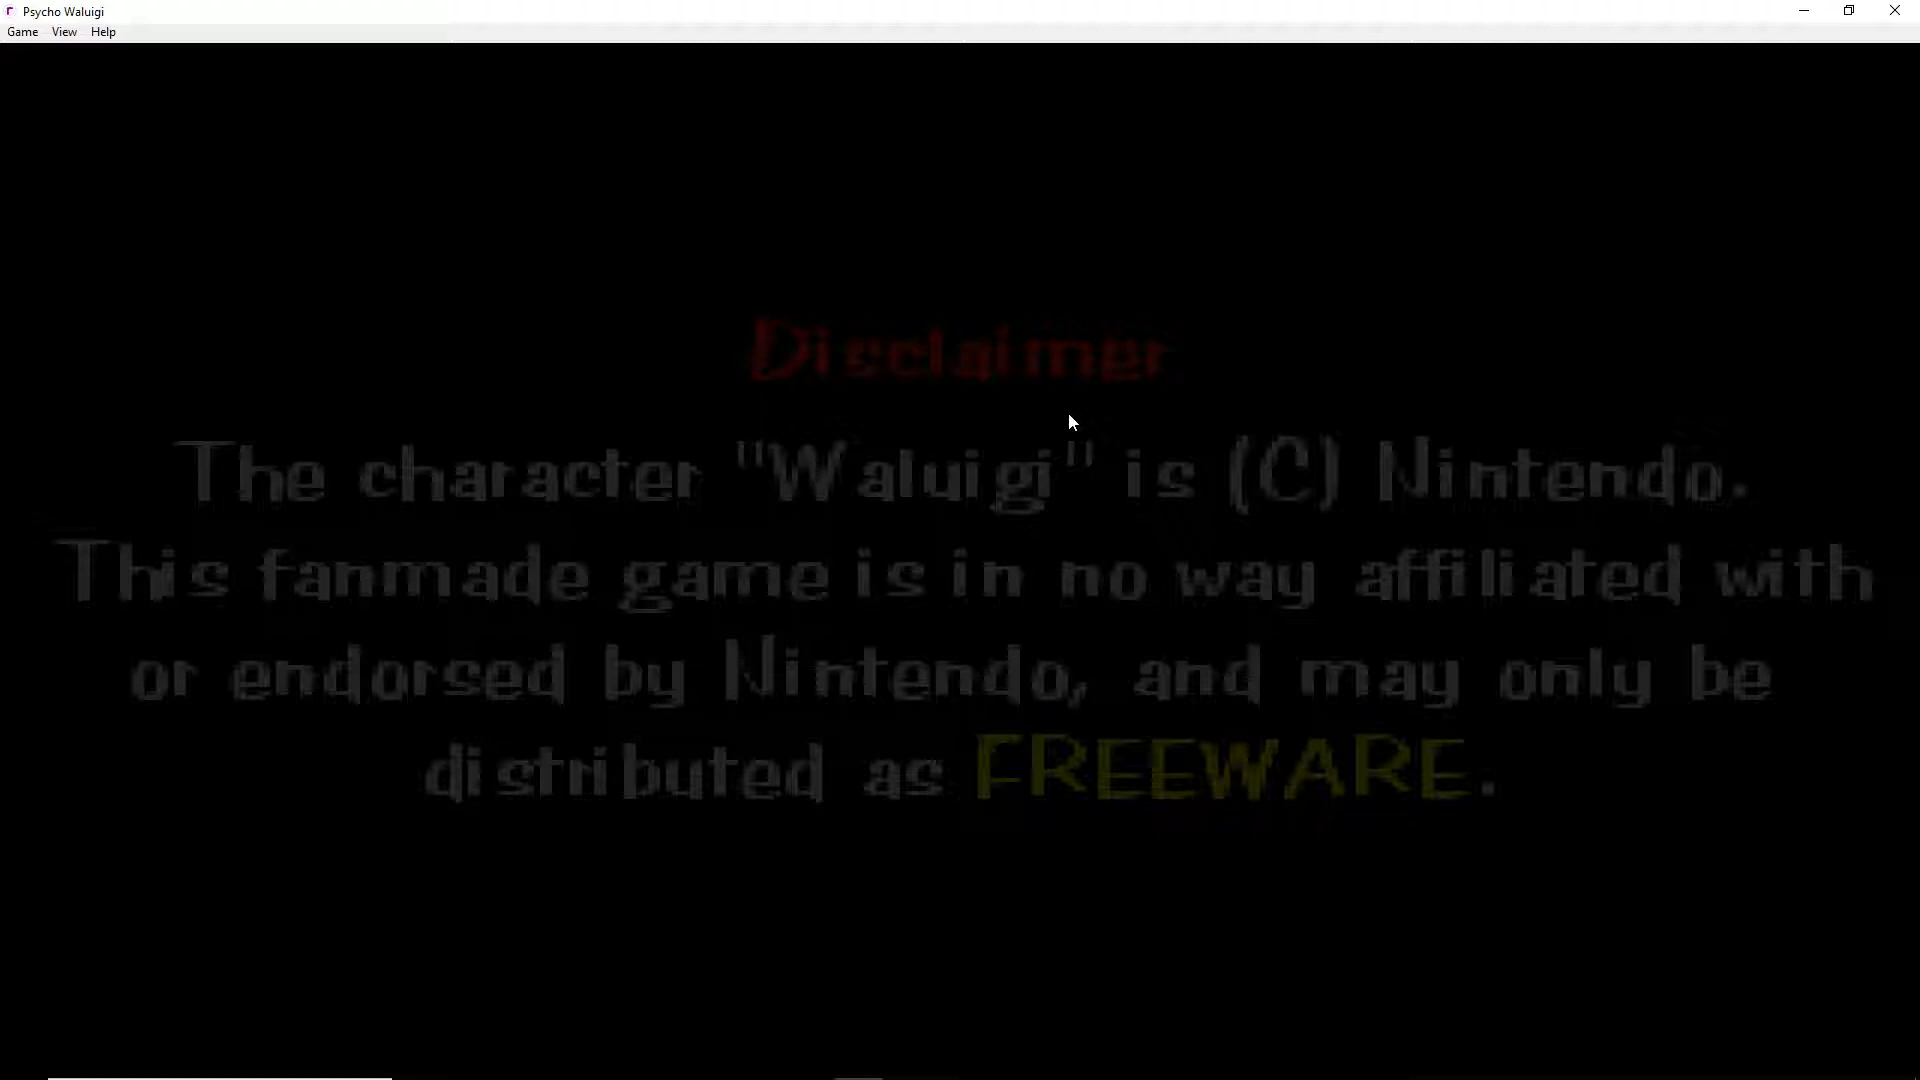 Psycho Waluigi
Game View Help
Disclaimer
The character "Waluigi" is (C) Nintendo.
This fanmade game is in no way affiliated with
or endorsed by Nintendo, and may only be
distributed as FREEWARE.